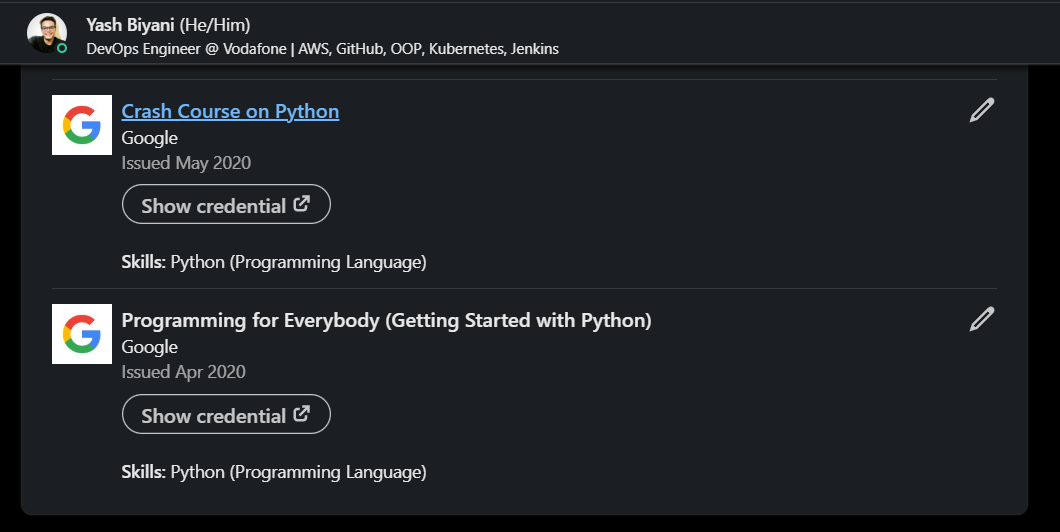 Yash Biyani (He/Him)
DevOps Engineer @ Vodafone | AWS, GitHub, OOP, Kubernetes, Jenkins
Crash Course on Python
Google
Issued May 2020
Show credential
Skills: Python (Programming Language)
Programming for Everybody (Getting Started with Python)
Google
Issued Apr 2020
Show credential
Skills: Python (Programming Language)